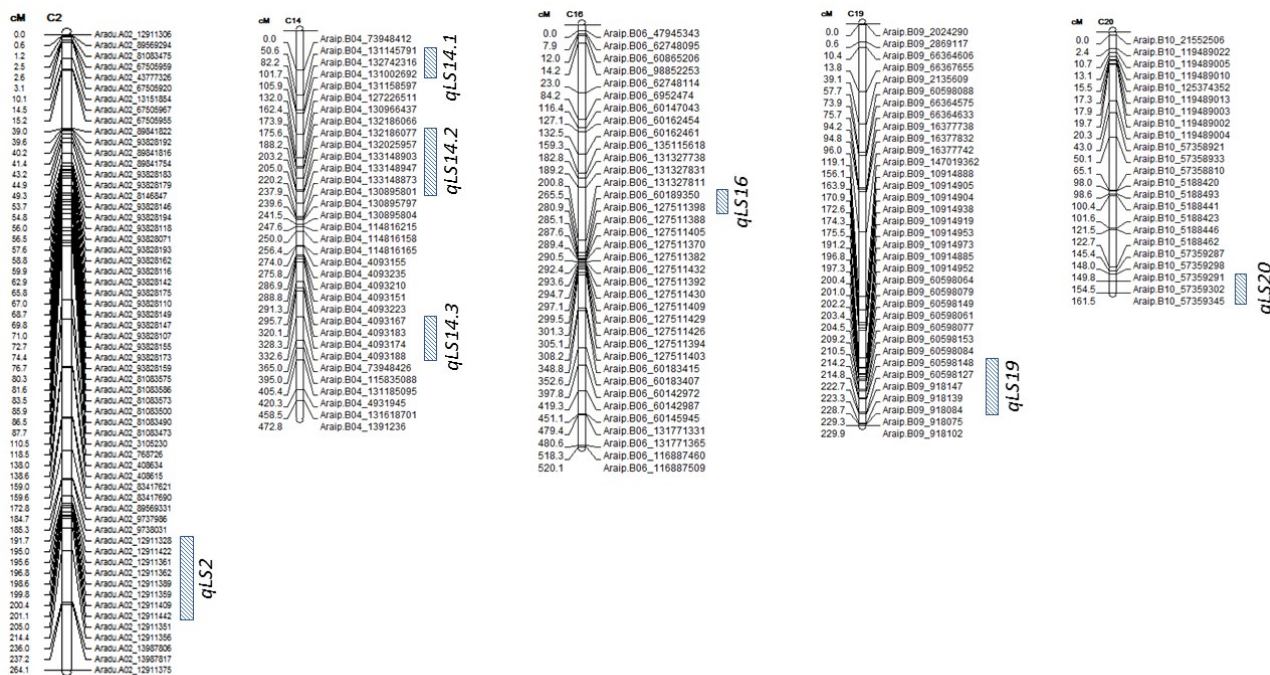 cM C2
0.0 Aradu.A02_12911306
0.6 Aradu.A02_89569294
1.2 Aradu.A02_81083475
2.5 Aradu.A02_67505959
2.6 Aradu.A02_43777326
3.1 Aradu.A02_67505920
10.1 Aradu.A02_13151854
14.5 Aradu.A02_67505967
15.2 Aradu.A02_67505955
39.0 Aradu.A02_89841822
39.6 Aradu.A02_93828192
40.2 Aradu.A02_89841816
41.4 Aradu.A02_89841754
43.2 Aradu.A02_93828183
44.9 Aradu.A02_93828179
49.3 Aradu.A02_8146847
53.7 Aradu.A02_93828146
54.8 Aradu.A02_93828194
56.0 Aradu.A02_93828118
56.5 Aradu.A02_93828071
57.6 Aradu.A02_93828193
58.8 Aradu.A02_93828162
59.9 Aradu.A02_93828116
62.9 Aradu.A02_93828142
65.8 Aradu.A02_93828175
67.0 Aradu.A02_93828110
68.7 Aradu.A02_93828149
69.8 Aradu.A02_93828147
71.0 Aradu.A02_93828107
72.7 Aradu.A02_93828155
74.4 Aradu.A02_93828173
76.7 Aradu.A02_93828159
80.3 Aradu.A02_81083575
81.6 Aradu.A02_81083586
83.5 Aradu.A02_81083573
85.9 Aradu.A02_81083500
86.5 Aradu.A02_81083490
87.7 Aradu.A02_81083473
110.5 Aradu.A02_3105230
118.5 Aradu.A02_768726
138.0 Aradu.A02_408634
138.6 Aradu.A02_408615
159.0 Aradu.A02_83417621
159.6 Aradu.A02_83417690
172.8 Aradu.A02_89569331
184.7 Aradu.A02_9737986
185.3 Aradu.A02_9738031
191.7 Aradu.A02_12911328
195.0 Aradu.A02_12911422
195.6 Aradu.A02_12911361
196.8 Aradu.A02_12911362
198.6 Aradu.A02_12911389
199.8 Aradu.A02_12911359
200.4 Aradu.A02_12911409
201.1 Aradu.A02_12911442
205.0 Aradu.A02_12911351
214.4 Aradu.A02_12911356
236.0 Aradu.A02_13987806
237.2 Aradu.A02_13987817
264.1 Aradu.A02_12911375
qLS2
cM C14
0.0 Araip.B04_73948412
50.6 Araip.B04_131145791
82.2 Araip.B04_132742316
101.7 Araip.B04_131002692
105.9 Araip.B04_131158597
132.0 Araip.B04_127226511
162.4 Araip.B04_130966437
173.9 Araip.B04_132186066
175.6 Araip.B04_132186077
188.2 Araip.B04_132025957
203.2 Araip.B04_133148903
205.0 Araip.B04_133148947
220.2 Araip.B04_133148873
237.9 Araip.B04_130895801
239.6 Araip.B04_130895797
241.5 Araip.B04_130895804
247.6 Araip.B04_114816215
250.0 Araip.B04_114816158
256.4 Araip.B04_114816165
274.0 Araip.B04_4093155
275.8 Araip.B04_4093235
286.9 Araip.B04_4093210
288.8 Araip.B04_4093151
291.3 Araip.B04_4093223
295.7 Araip.B04_4093167
320.1 Araip.B04_4093183
328.3 Araip.B04_4093174
332.6 Araip.B04_4093188
365.0 Araip.B04_73948426
395.0 Araip.B04_115835088
405.4 Araip.B04_131185095
420.3 Araip.B04_4931945
458.5 Araip.B04_131618701
472.8 Araip.B04_1391236
qLS14.1
qLS14.2
qLS14.3
cM C16
0.0 Araip.B06_47945343
7.9 Araip.B06_62748095
12.0 Araip.B06_60865206
14.2 Araip.B06_98852253
23.0 Araip.B06_62748114
84.2 Araip.B06_6952474
116.4 Araip.B06_60147043
127.1 Araip.B06_60162454
132.5 Araip.B06_60162461
159.3 Araip.B06_135115618
182.8 Araip.B06_131327738
189.2 Araip.B06_131327831
200.8 Araip.B06_131327811
265.5 Araip.B06_60189350
280.9 Araip.B06_127511398
285.1 Araip.B06_127511388
287.6 Araip.B06_127511405
289.4 Araip.B06_127511370
290.5 Araip.B06_127511382
292.4 Araip.B06_127511432
293.6 Araip.B06_127511392
294.7 Araip.B06_127511430
297.1 Araip.B06_127511409
299.5 Araip.B06_127511429
301.3 Araip.B06_127511426
305.1 Araip.B06_127511394
308.2 Araip.B06_127511403
348.8 Araip.B06_60183415
352.6 Araip.B06_60183407
397.8 Araip.B06_60142972
419.3 Araip.B06_60142987
451.1 Araip.B06_60145945
479.4 Araip.B06_131771331
480.6 Araip.B06_131771365
518.3 Araip.B06_116887460
520.1 Araip.B06_116887509
qLS16
cM C19
0.0 Araip.B09_2024290
0.6 Araip.B09_2869117
10.4 Araip.B09_66364606
13.8 Araip.B09_66367655
39.1 Araip.B09_2135609
57.7 Araip.B09_60598088
73.9 Araip.B09_66364575
75.7 Araip.B09_66364633
94.2 Araip.B09_16377738
94.8 Araip.B09_16377832
96.0 Araip.B09_16377742
119.1 Araip.B09_147019362
156.1 Araip.B09_10914888
163.9 Araip.B09_10914905
170.9 Araip.B09_10914904
172.6 Araip.B09_10914938
174.3 Araip.B09_10914919
175.5 Araip.B09_10914953
191.2 Araip.B09_10914973
196.8 Araip.B09_10914885
197.3 Araip.B09_10914952
200.4 Araip.B09_60598064
201.0 Araip.B09_60598079
202.2 Araip.B09_60598149
203.4 Araip.B09_60598061
204.5 Araip.B09_60598077
209.2 Araip.B09_60598153
210.5 Araip.B09_60598084
214.2 Araip.B09_60598148
214.8 Araip.B09_60598127
222.7 Araip.B09_918147
223.3 Araip.B09_918139
228.7 Araip.B09_918084
229.3 Araip.B09_918075
229.9 Araip.B09_918102
qLS19
cM C20
0.0 Araip.B10_21552506
2.4 Araip.B10_119489022
10.7 Araip.B10_119489005
13.1 Araip.B10_119489010
15.5 Araip.B10_125374352
17.3 Araip.B10_119489013
17.9 Araip.B10_119489003
19.7 Araip.B10_119489002
20.3 Araip.B10_119489004
43.0 Araip.B10_57358921
50.1 Araip.B10_57358933
65.1 Araip.B10_57358810
98.0 Araip.B10_5188420
98.6 Araip.B10_5188493
100.4 Araip.B10_5188441
101.6 Araip.B10_5188423
121.5 Araip.B10_5188446
122.7 Araip.B10_5188462
145.4 Araip.B10_57359287
148.0 Araip.B10_57359298
149.8 Araip.B10_57359291
154.5 Araip.B10_57359302
161.5 Araip.B10_57359345
qLS20